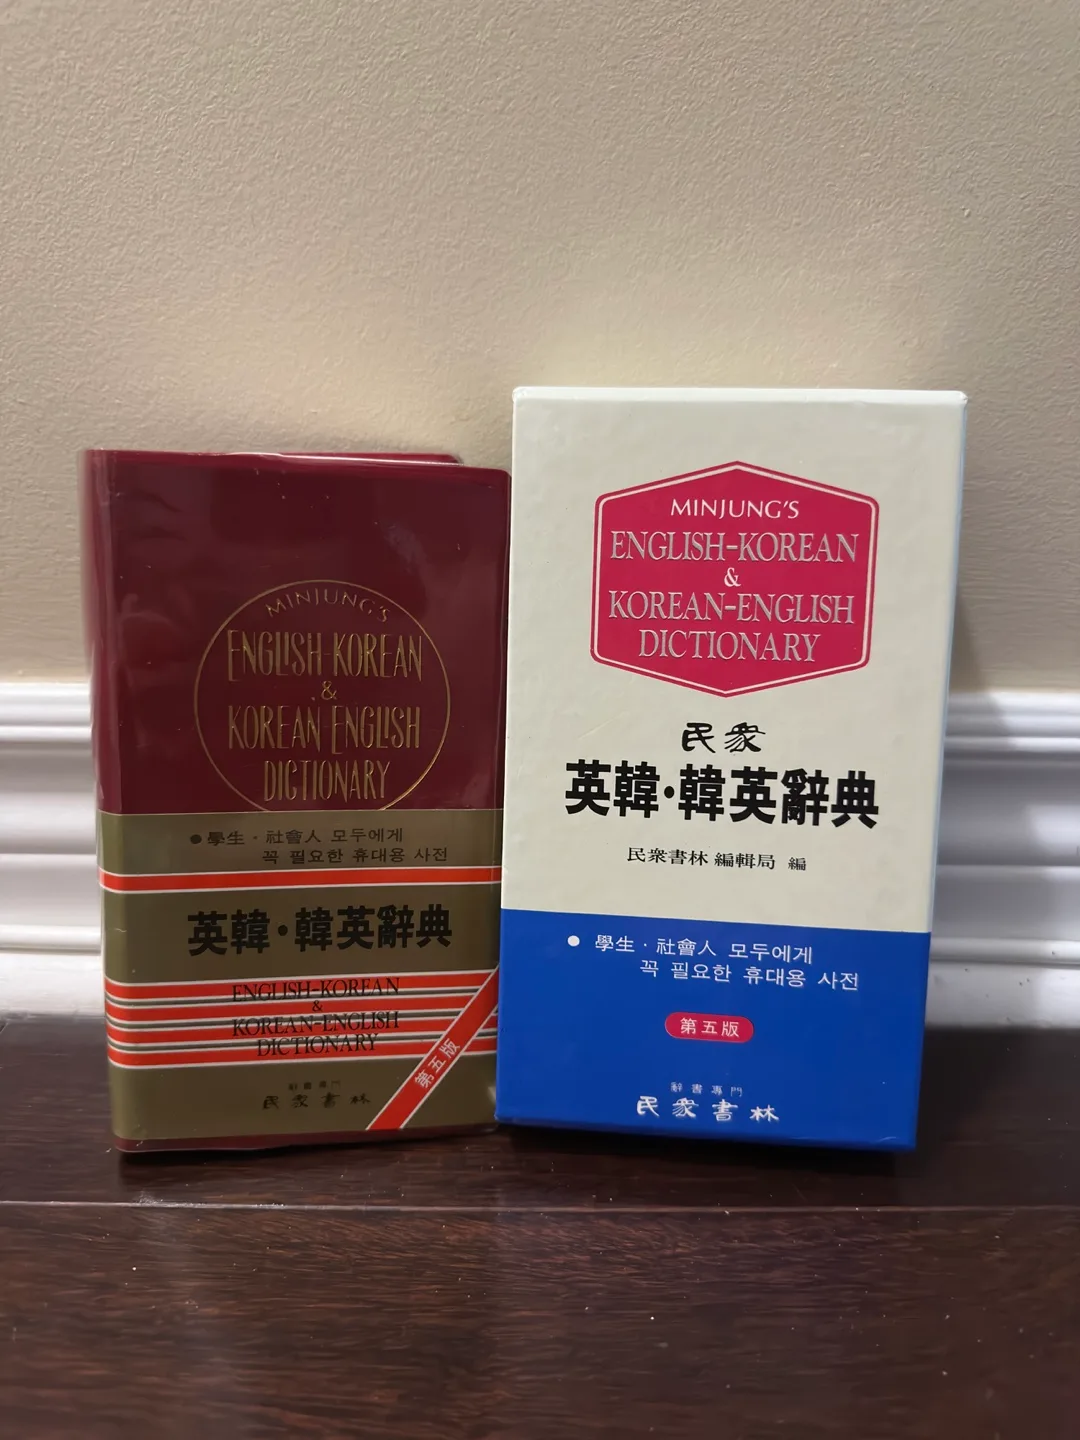 MINJUNG'S
ENGLISH-KOREAN
&
KOREAN-ENGLISH
DICTIONARY
● 學生 · 社會人 모두에게
꼭 필요한 휴대용 사전
英韓·韓英辭典
ENGLISH-KOREAN
&
KOREAN-ENGLISH
DICTIONARY
第五版
辭書專門
民衆書林
MINJUNG'S
ENGLISH-KOREAN
&
KOREAN-ENGLISH
DICTIONARY
民衆
英韓·韓英辭典
民衆書林 編輯局 編
● 學生 · 社會人 모두에게
꼭 필요한 휴대용 사전
第五版
辭書專門
民衆書林